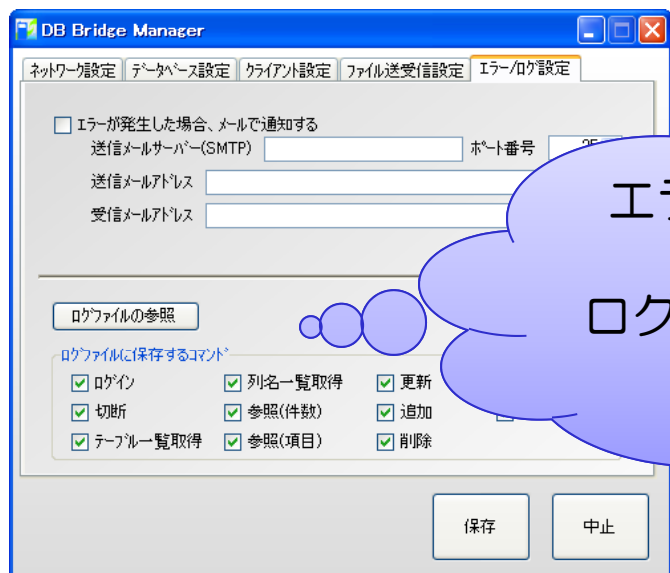 DB Bridge Manager
ネットワーク設定 データベース設定 クライアント設定 ファイル送受信設定 エラー/ログ設定
エラーが発生した場合、メールで通知する
送信メールサーバー(SMTP) ポート番号 25
送信メールアドレス
受信メールアドレス
エラ
ログファイルの参照
ログ
ログファイルに保存するコマンド
ログイン 列名一覧取得 更新
切断 参照(件数) 追加
テーブル一覧取得 参照(項目) 削除
保存 中止